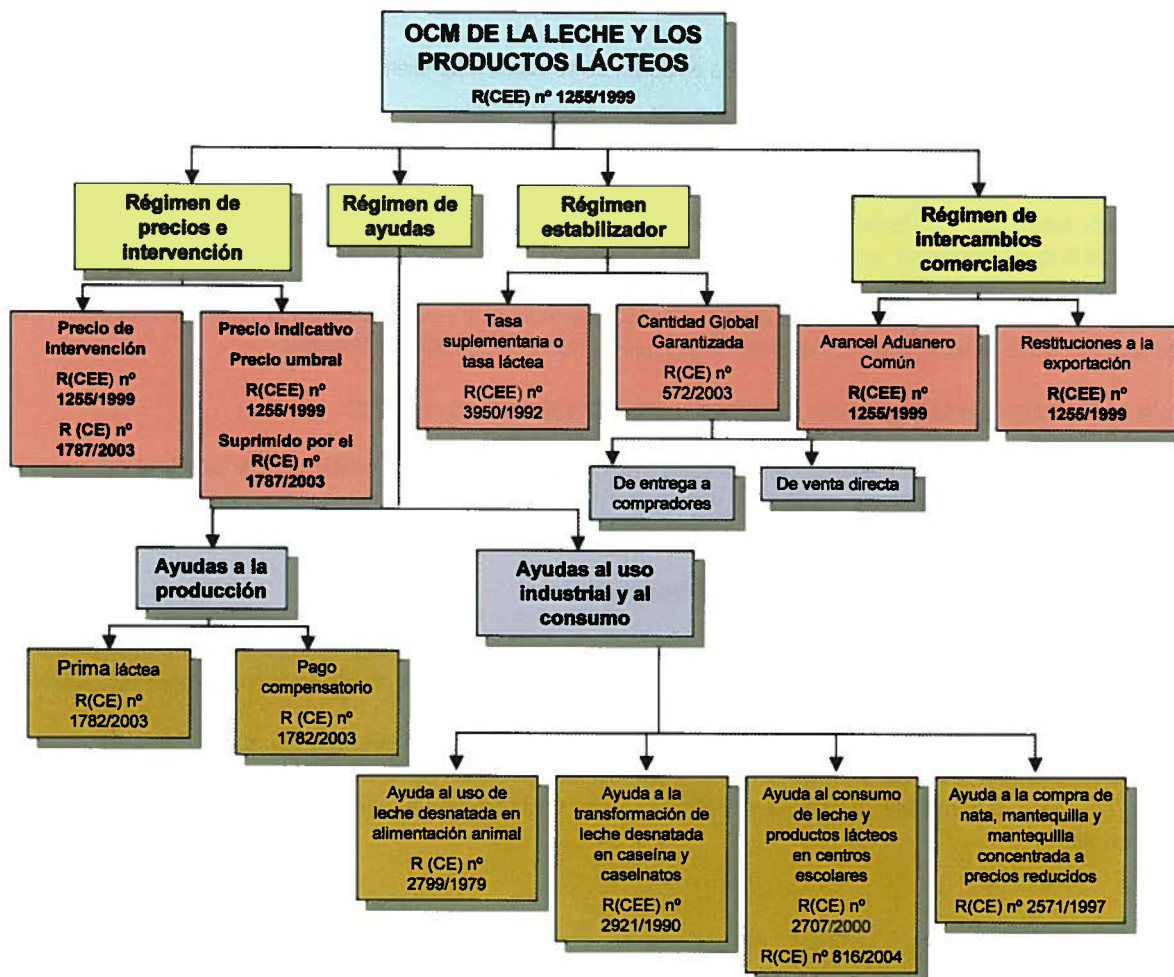 OCM DE LA LECHE Y LOS
PRODUCTOS LÁCTEOS
R(CEE) nº 1255/1999
Régimen de
precios e
intervención
Régimen de
ayudas
Régimen
estabilizador
Régimen de
intercambios
comerciales
Precio de
intervención
R(CEE) nº
1255/1999
R (CE) nº
1787/2003
Precio indicativo
Precio umbral
R(CEE) nº
1255/1999
Suprimido por el
R(CE) nº
1787/2003
Tasa
suplementaria o
tasa láctea
R(CEE) nº
3950/1992
Cantidad Global
Garantizada
R(CE) nº
572/2003
Arancel Aduanero
Común
R(CEE) nº
1255/1999
Restituciones a la
exportación
R(CEE) nº
1255/1999
De entrega a
compradores
De venta directa
Ayudas a la
producción
Ayudas al uso
industrial y al
consumo
Prima láctea
R(CE) nº
1782/2003
Pago
compensatorio
R (CE) nº
1782/2003
Ayuda al uso de
leche desnatada en
alimentación animal
R (CE) nº
2799/1979
Ayuda a la
transformación de
leche desnatada
en caseína y
caseinatos
R(CEE) nº
2921/1990
Ayuda al consumo
de leche y
productos lácteos
en centros
escolares
R(CE) nº
2707/2000
R(CE) nº 816/2004
Ayuda a la compra de
nata, mantequilla y
mantequilla
concentrada a
precios reducidos
R(CE) nº 2571/1997